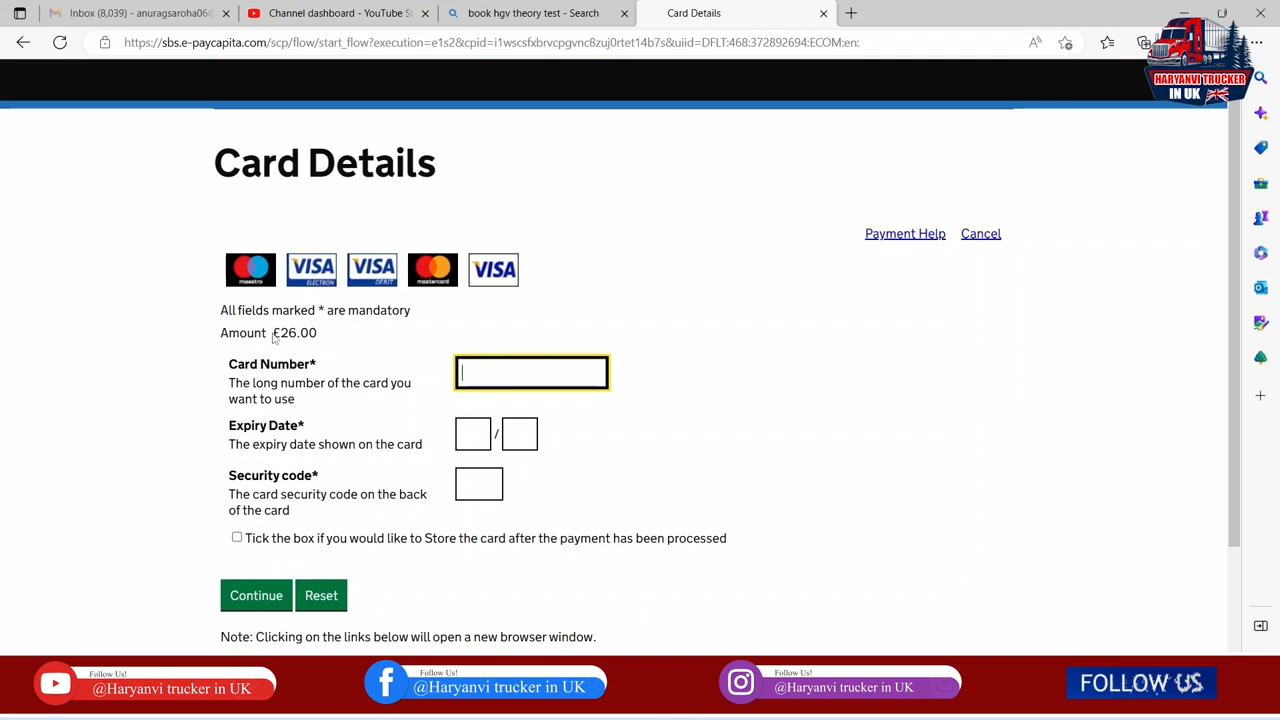 Inbox (8,039) - anuragsaroha06@
Channel dashboard - YouTube St
book hgv theory test - Search
Card Details
https://sbs.e-paycapita.com/scp/flow/start_flow?execution=e1s2&cpid=l1wsclfxbrvcpgvnc8zuj0rtet14b7s&uiid=DFLT:468:372892694:ECOM:en:
HARYANVI TRUCKER
IN UK
Card Details
Payment Help Cancel
maestro VISA ELECTRON VISA DEBIT mastercard VISA
All fields marked * are mandatory
Amount £26.00
Card Number*
The long number of the card you
want to use
Expiry Date*
/
The expiry date shown on the card
Security code*
The card security code on the back
of the card
Tick the box if you would like to Store the card after the payment has been processed
Continue Reset
Note: Clicking on the links below will open a new browser window.
Follow Us!
@Haryanvi trucker in UK
Follow Us!
@Haryanvi trucker in UK
Follow Us!
@Haryanvi trucker in UK
FOLLOW US